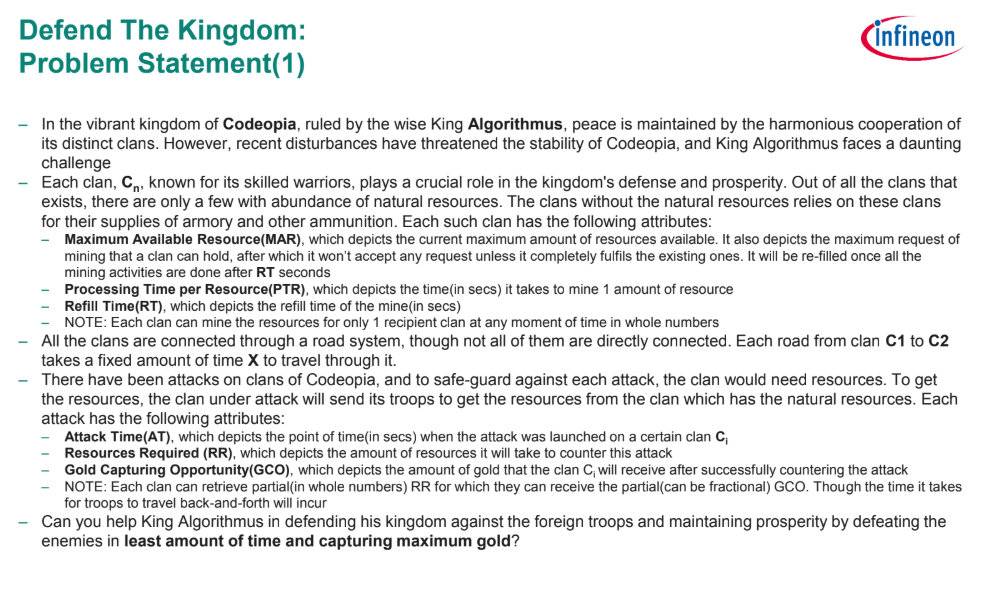 Defend The Kingdom:
Problem Statement(1)
infineon
– In the vibrant kingdom of Codeopia, ruled by the wise King Algorithmus, peace is maintained by the harmonious cooperation of
its distinct clans. However, recent disturbances have threatened the stability of Codeopia, and King Algorithmus faces a daunting
challenge
– Each clan, Cn, known for its skilled warriors, plays a crucial role in the kingdom's defense and prosperity. Out of all the clans that
exists, there are only a few with abundance of natural resources. The clans without the natural resources relies on these clans
for their supplies of armory and other ammunition. Each such clan has the following attributes:
– Maximum Available Resource(MAR), which depicts the current maximum amount of resources available. It also depicts the maximum request of
mining that a clan can hold, after which it won't accept any request unless it completely fulfils the existing ones. It will be re-filled once all the
mining activities are done after RT seconds
– Processing Time per Resource(PTR), which depicts the time(in secs) it takes to mine 1 amount of resource
– Refill Time(RT), which depicts the refill time of the mine(in secs)
– NOTE: Each clan can mine the resources for only 1 recipient clan at any moment of time in whole numbers
– All the clans are connected through a road system, though not all of them are directly connected. Each road from clan C1 to C2
takes a fixed amount of time X to travel through it.
– There have been attacks on clans of Codeopia, and to safe-guard against each attack, the clan would need resources. To get
the resources, the clan under attack will send its troops to get the resources from the clan which has the natural resources. Each
attack has the following attributes:
– Attack Time(AT), which depicts the point of time(in secs) when the attack was launched on a certain clan Ci
– Resources Required (RR), which depicts the amount of resources it will take to counter this attack
– Gold Capturing Opportunity(GCO), which depicts the amount of gold that the clan Ci will receive after successfully countering the attack
– NOTE: Each clan can retrieve partial(in whole numbers) RR for which they can receive the partial(can be fractional) GCO. Though the time it takes
for troops to travel back-and-forth will incur
– Can you help King Algorithmus in defending his kingdom against the foreign troops and maintaining prosperity by defeating the
enemies in least amount of time and capturing maximum gold?